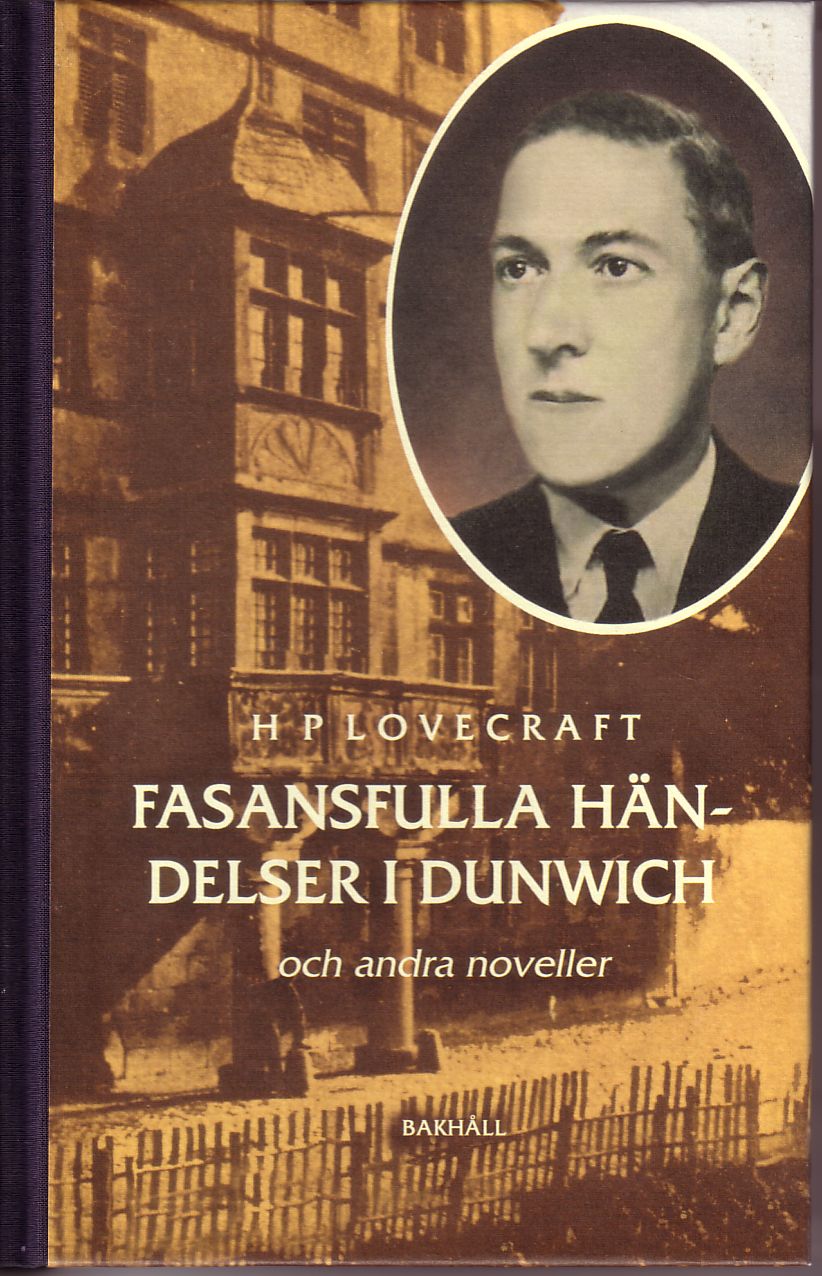 H P LOVECRAFT
FASANSFULLA HÄN-
DELSER I DUNWICH
och andra noveller
BAKHÅLL